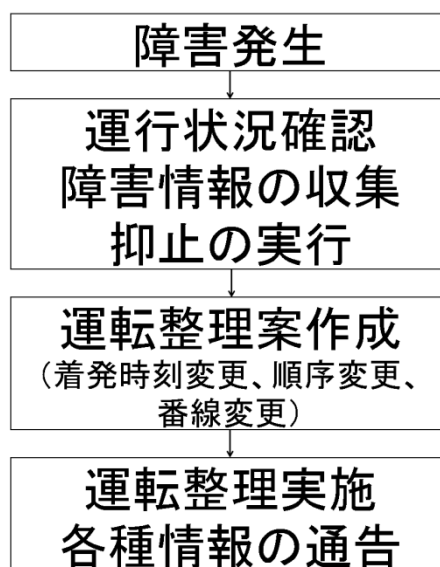 障害発生
運行状況確認
障害情報の収集
抑止の実行
運転整理案作成
（着発時刻変更、順序変更、
番線変更）
運転整理実施
各種情報の通告